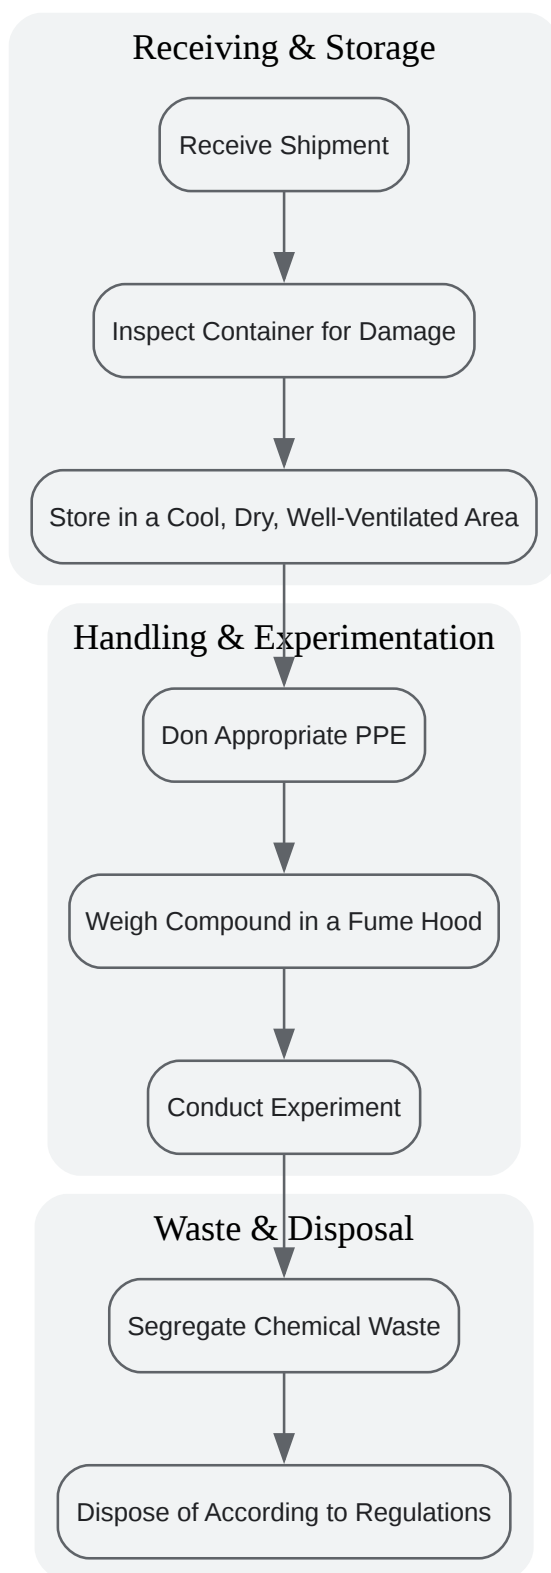 Receiving & Storage
Receive Shipment
Inspect Container for Damage
Store in a Cool, Dry, Well-Ventilated Area
Handling & Experimentation
Don Appropriate PPE
Weigh Compound in a Fume Hood
Conduct Experiment
Waste & Disposal
Segregate Chemical Waste
Dispose of According to Regulations